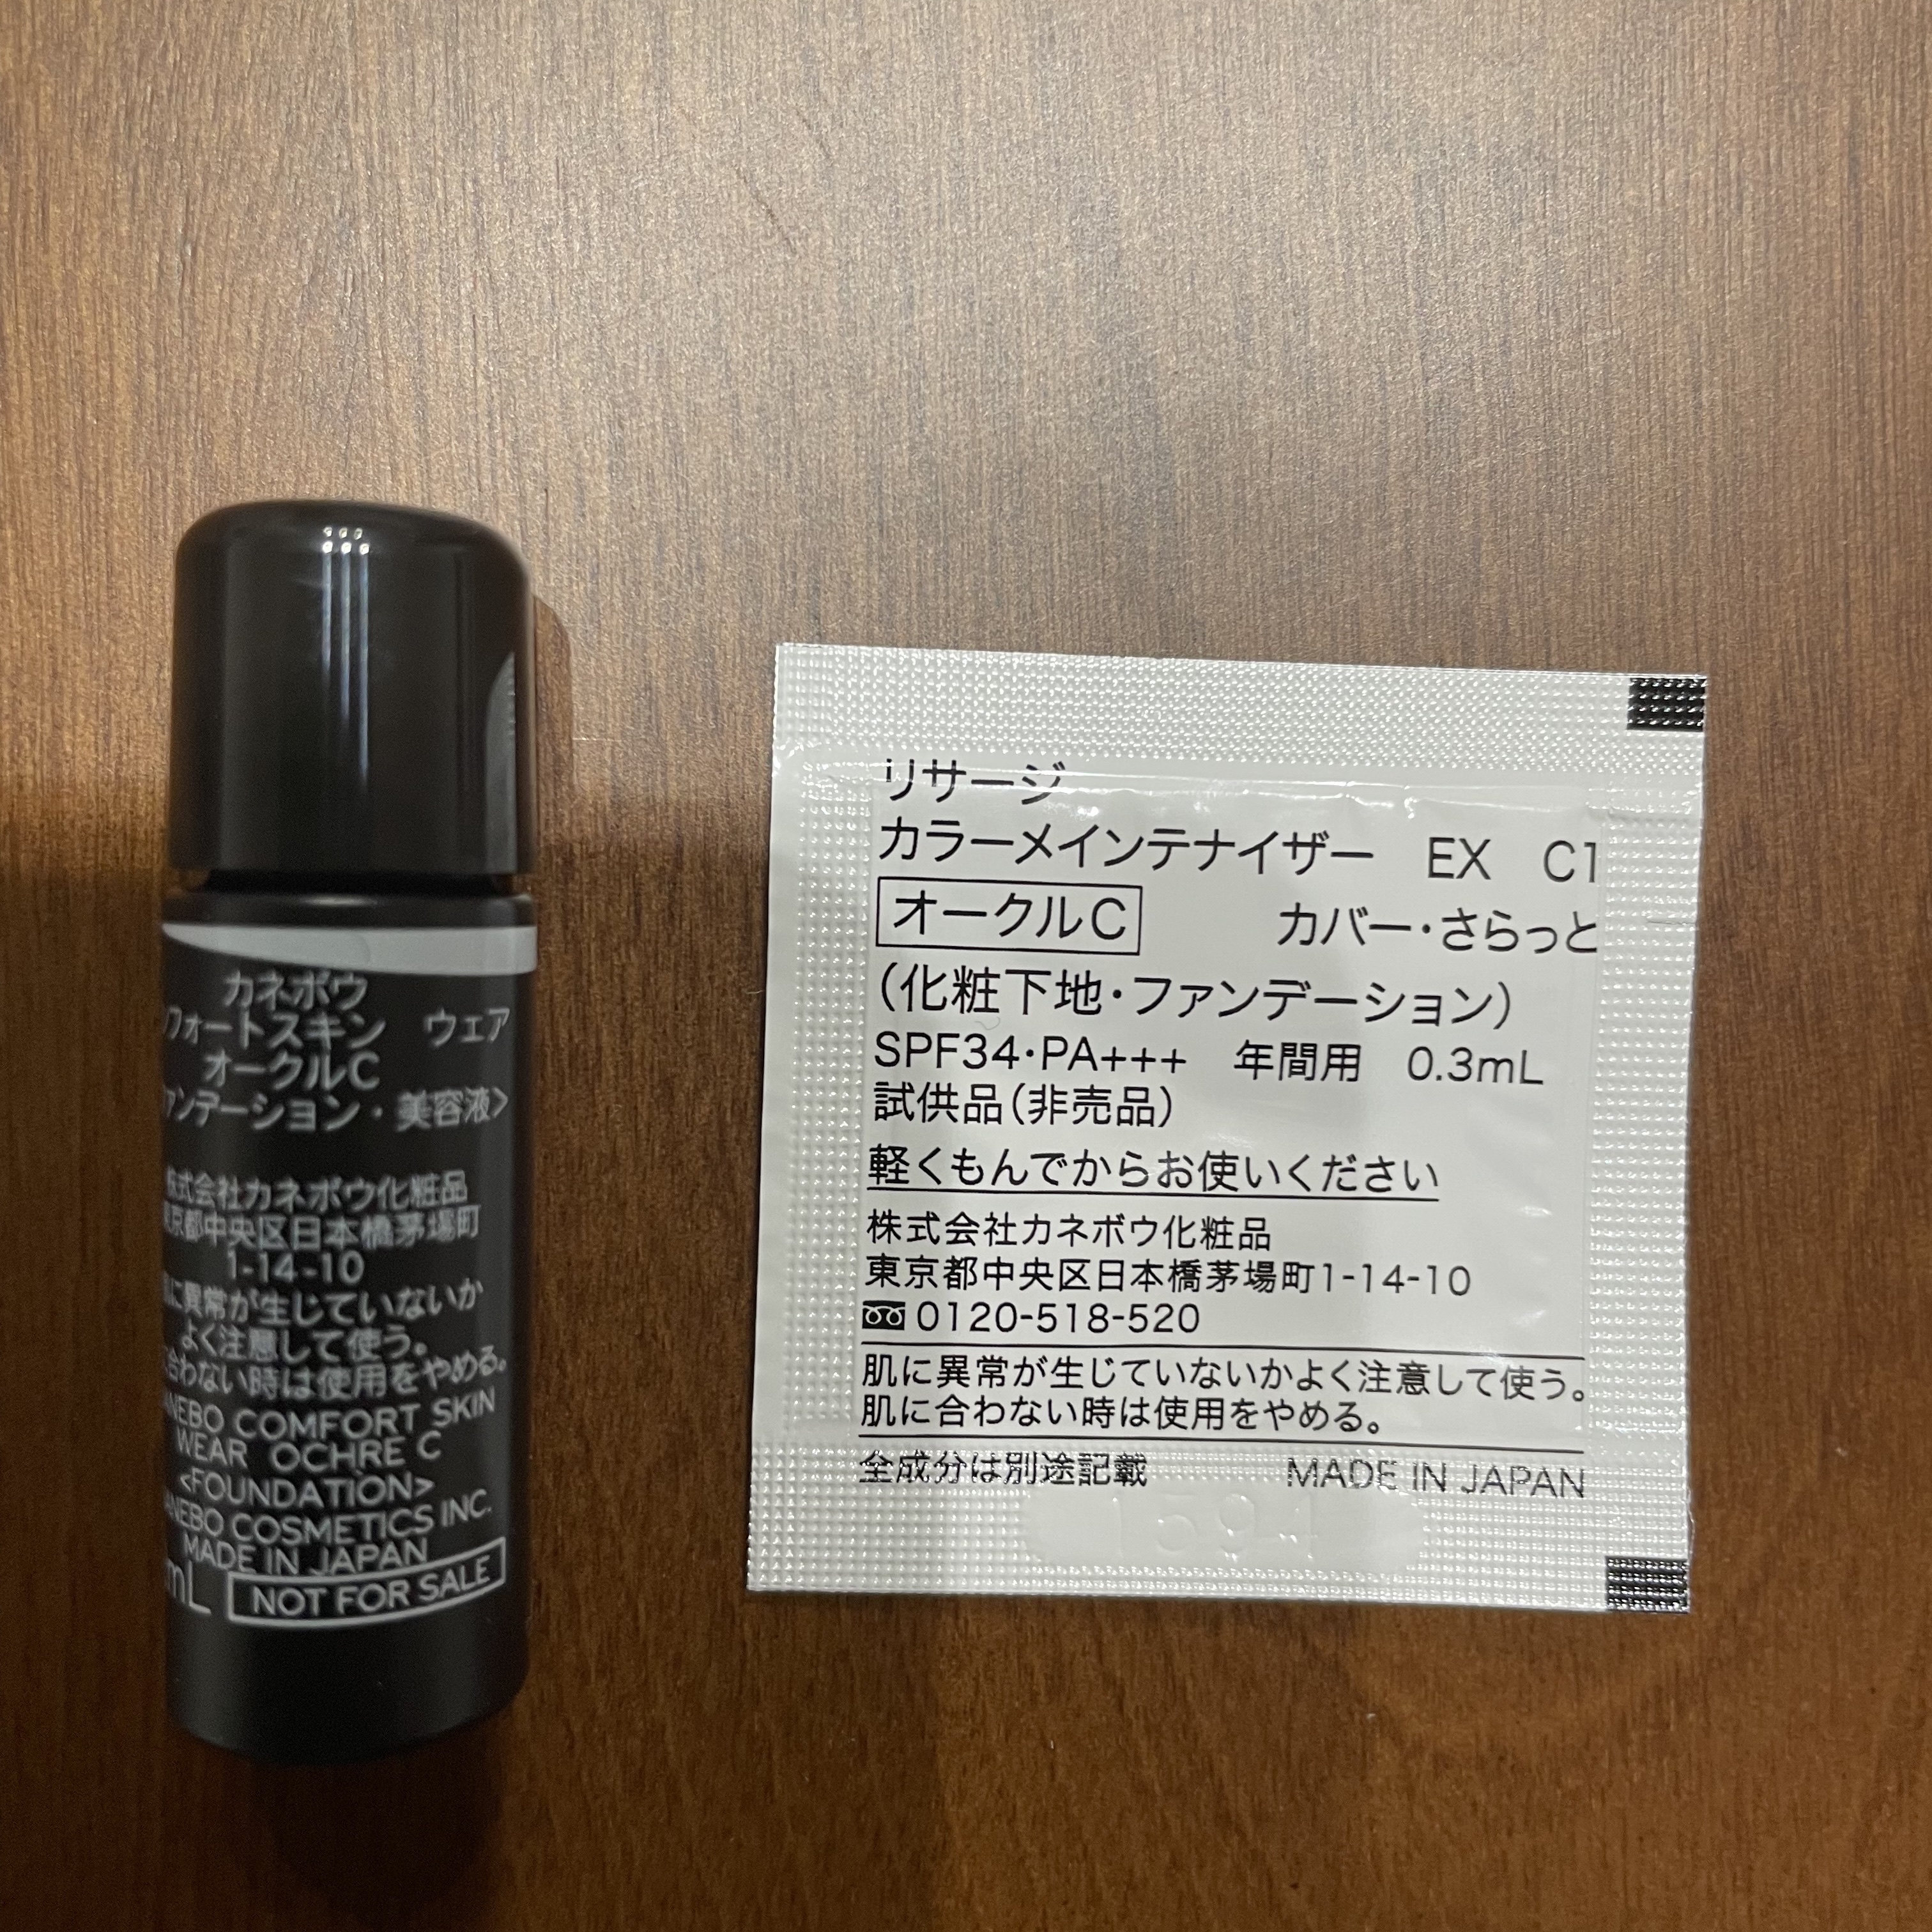 カネボウ
フォートスキン ウェア
オークルC
ァンデーション・美容液>
株式会社カネボウ化粧品
東京都中央区日本橋茅場町
1-14-10
に異常が生じていないか
よく注意して使う。
合わない時は使用をやめる。
ANEBO COMFORT SKIN
WEAR OCHRE C
<FOUNDATION>
ANEBO COSMETICS INC.
MADE IN JAPAN
mL NOT FOR SALE
リサージ
カラーメインテナイザー EX C1
オークルC カバー・さらっと
(化粧下地・ファンデーション)
SPF34・PA+++ 年間用 0.3mL
試供品(非売品)
軽くもんでからお使いください
株式会社カネボウ化粧品
東京都中央区日本橋茅場町1-14-10
0120-518-520
肌に異常が生じていないかよく注意して使う。
肌に合わない時は使用をやめる。
全成分は別途記載 MADE IN JAPAN